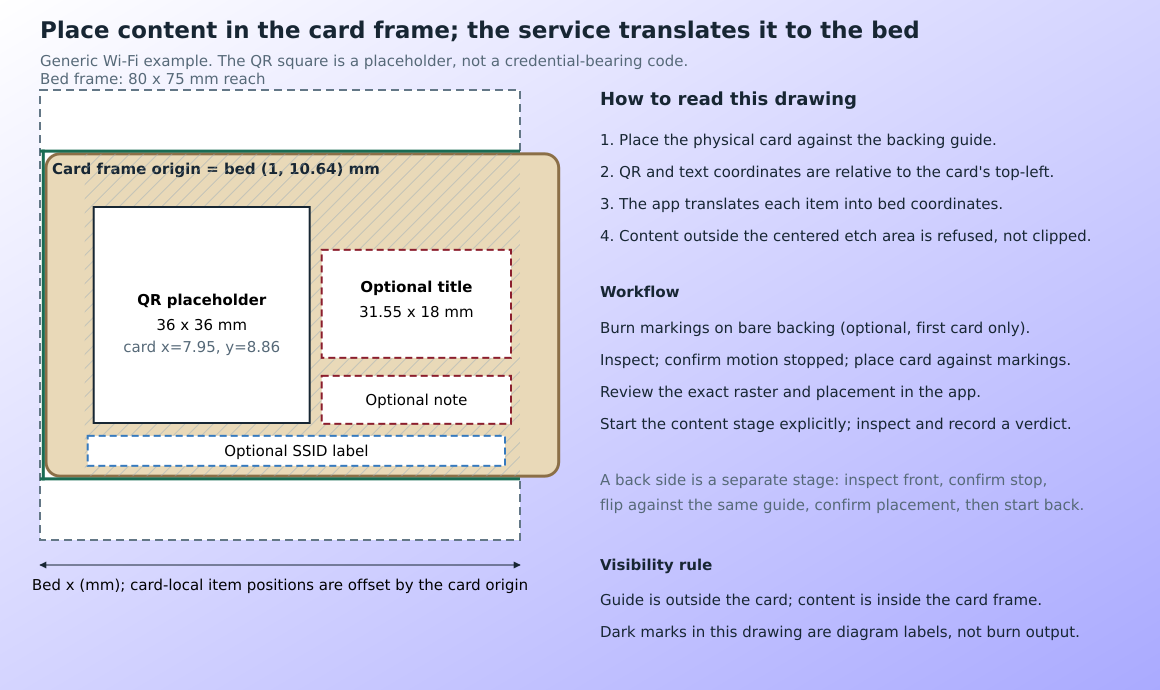 Place content in the card frame; the service translates it to the bed
Generic Wi-Fi example. The QR square is a placeholder, not a credential-bearing code.
Bed frame: 80 x 75 mm reach
Card frame origin = bed (1, 10.64) mm
QR placeholder
36 x 36 mm
card x=7.95, y=8.86
Optional title
31.55 x 18 mm
Optional note
Optional SSID label
Bed x (mm); card-local item positions are offset by the card origin
How to read this drawing
1. Place the physical card against the backing guide.
2. QR and text coordinates are relative to the card's top-left.
3. The app translates each item into bed coordinates.
4. Content outside the centered etch area is refused, not clipped.
Workflow
Burn markings on bare backing (optional, first card only).
Inspect; confirm motion stopped; place card against markings.
Review the exact raster and placement in the app.
Start the content stage explicitly; inspect and record a verdict.
A back side is a separate stage: inspect front, confirm stop,
flip against the same guide, confirm placement, then start back.
Visibility rule
Guide is outside the card; content is inside the card frame.
Dark marks in this drawing are diagram labels, not burn output.